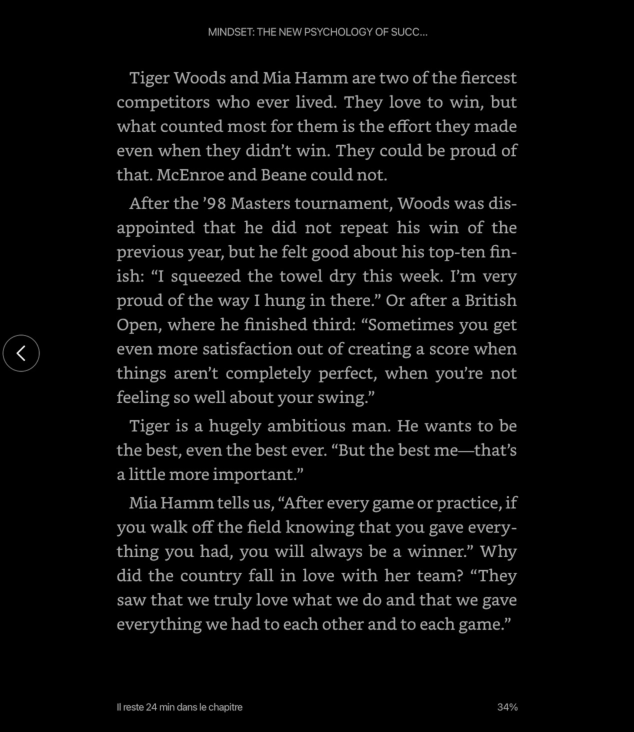 MINDSET: THE NEW PSYCHOLOGY OF SUCC...
Tiger Woods and Mia Hamm are two of the fiercest
competitors who ever lived. They love to win, but
what counted most for them is the effort they made
even when they didn’t win. They could be proud of
that. McEnroe and Beane could not.
After the ’98 Masters tournament, Woods was dis-
appointed that he did not repeat his win of the
previous year, but he felt good about his top-ten fin-
ish: “I squeezed the towel dry this week. I’m very
proud of the way I hung in there.” Or after a British
Open, where he finished third: “Sometimes you get
even more satisfaction out of creating a score when
things aren’t completely perfect, when you’re not
feeling so well about your swing.”
Tiger is a hugely ambitious man. He wants to be
the best, even the best ever. “But the best me—that’s
a little more important.”
Mia Hamm tells us, “After every game or practice, if
you walk off the field knowing that you gave every-
thing you had, you will always be a winner.” Why
did the country fall in love with her team? “They
saw that we truly love what we do and that we gave
everything we had to each other and to each game.”
Il reste 24 min dans le chapitre
34%